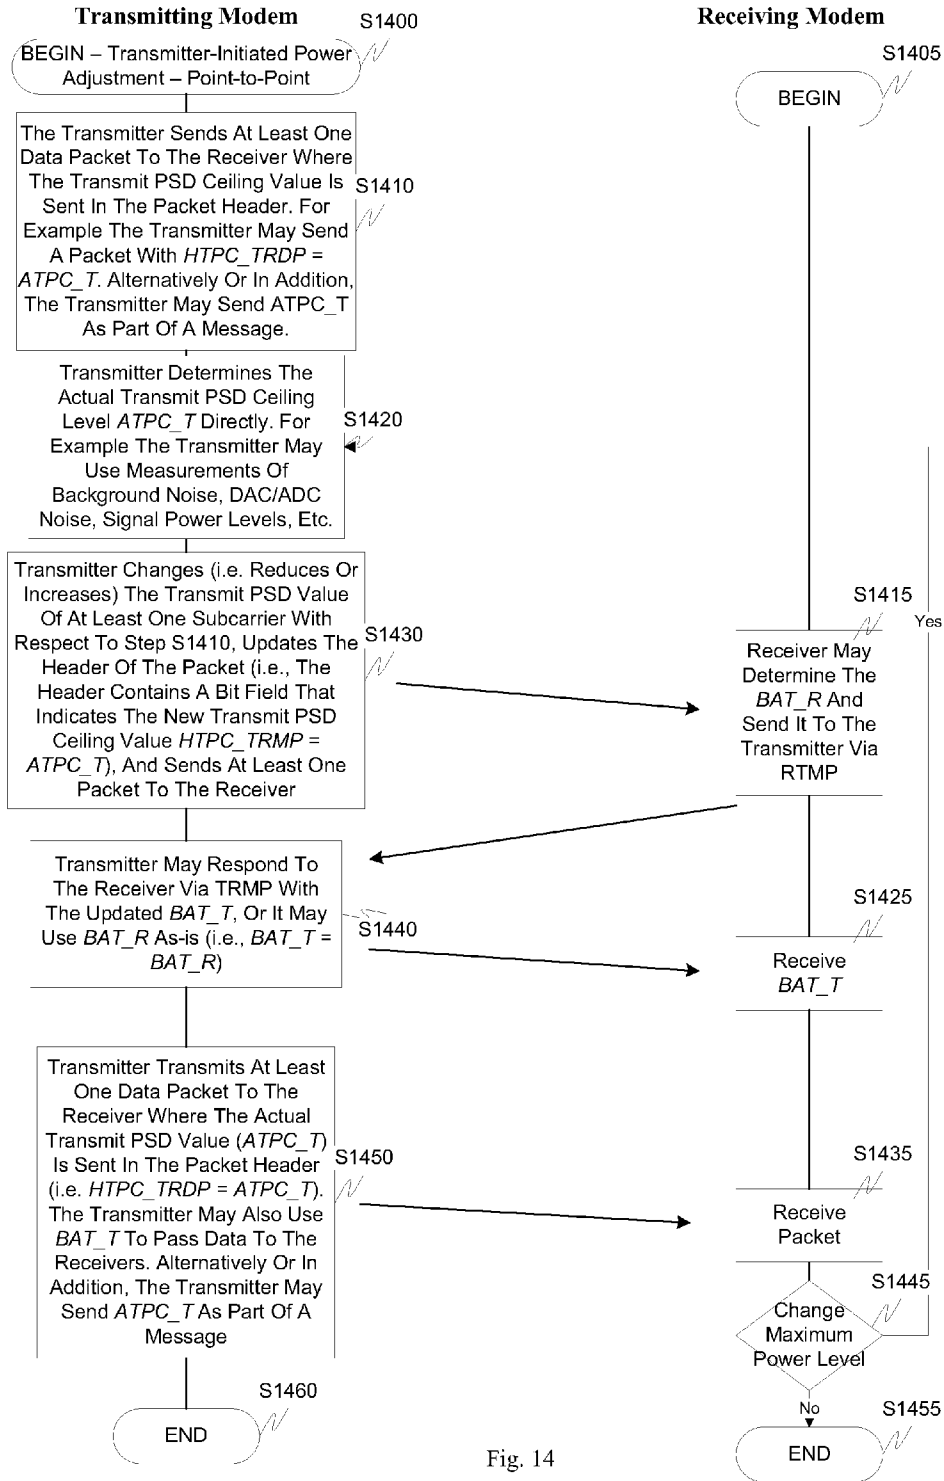 Transmitting Modem
Receiving Modem
S1400
BEGIN – Transmitter-Initiated Power
Adjustment – Point-to-Point
S1405
BEGIN
The Transmitter Sends At Least One
Data Packet To The Receiver Where
The Transmit PSD Ceiling Value Is
Sent In The Packet Header. For
Example The Transmitter May Send
A Packet With HTPC_TRDP =
ATPC_T. Alternatively Or In Addition,
The Transmitter May Send ATPC_T
As Part Of A Message.
S1410
Transmitter Determines The
Actual Transmit PSD Ceiling
Level ATPC_T Directly. For
Example The Transmitter May
Use Measurements Of
Background Noise, DAC/ADC
Noise, Signal Power Levels, Etc.
S1420
Transmitter Changes (i.e. Reduces Or
Increases) The Transmit PSD Value
Of At Least One Subcarrier With
Respect To Step S1410, Updates The
Header Of The Packet (i.e., The
Header Contains A Bit Field That
Indicates The New Transmit PSD
Ceiling Value HTPC_TRMP =
ATPC_T), And Sends At Least One
Packet To The Receiver
S1430
S1415
Yes
Receiver May
Determine The
BAT_R And
Send It To The
Transmitter Via
RTMP
Transmitter May Respond To
The Receiver Via TRMP With
The Updated BAT_T, Or It May
Use BAT_R As-is (i.e., BAT_T =
BAT_R)
S1440
S1425
Receive
BAT_T
Transmitter Transmits At Least
One Data Packet To The
Receiver Where The Actual
Transmit PSD Value (ATPC_T)
Is Sent In The Packet Header
(i.e. HTPC_TRDP = ATPC_T).
The Transmitter May Also Use
BAT_T To Pass Data To The
Receivers. Alternatively Or In
Addition, The Transmitter May
Send ATPC_T As Part Of A
Message
S1450
S1435
Receive
Packet
S1445
Change
Maximum
Power Level
No
S1460
END
S1455
END
Fig. 14